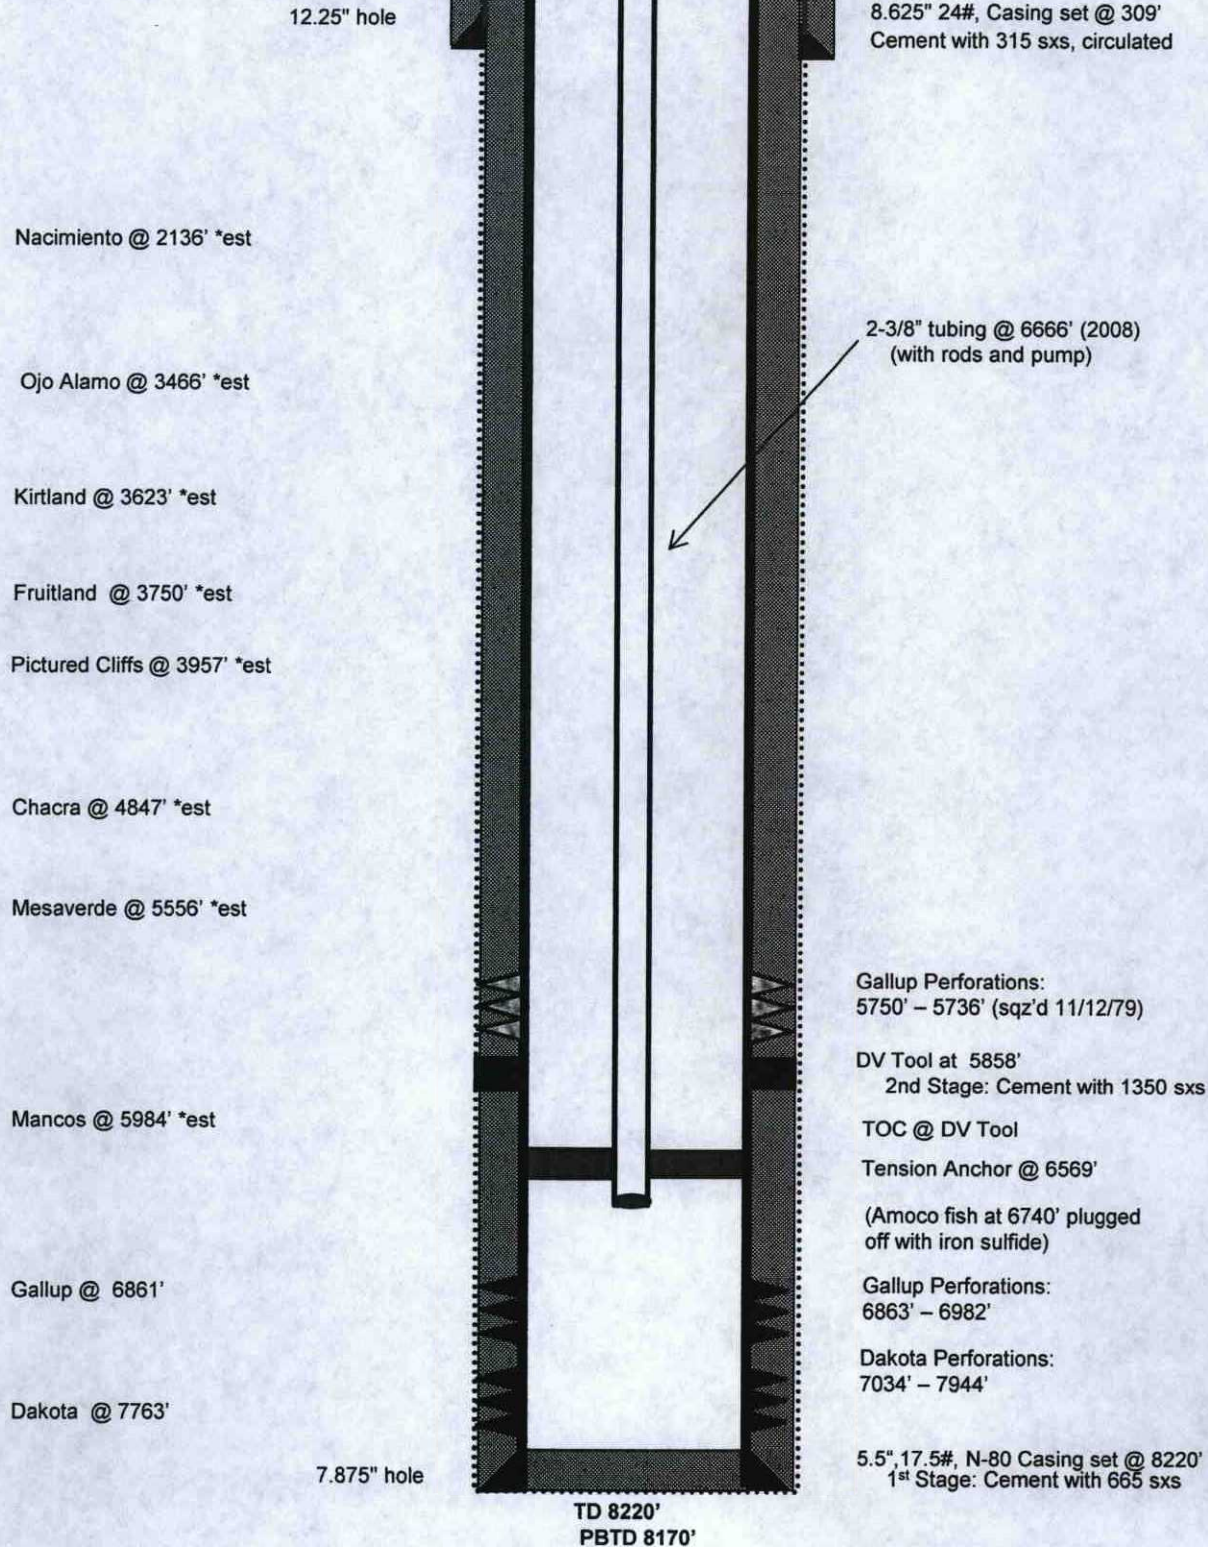 12.25" hole
8.625" 24#, Casing set @ 309'
Cement with 315 sxs, circulated
Nacimiento @ 2136' *est
2-3/8" tubing @ 6666' (2008)
(with rods and pump)
Ojo Alamo @ 3466' *est
Kirtland @ 3623' *est
Fruitland @ 3750' *est
Pictured Cliffs @ 3957' *est
Chacra @ 4847' *est
Mesaverde @ 5556' *est
Gallup Perforations:
5750' – 5736' (sqz'd 11/12/79)
DV Tool at 5858'
2nd Stage: Cement with 1350 sxs
Mancos @ 5984' *est
TOC @ DV Tool
Tension Anchor @ 6569'
(Amoco fish at 6740' plugged
off with iron sulfide)
Gallup @ 6861'
Gallup Perforations:
6863' – 6982'
Dakota Perforations:
7034' – 7944'
Dakota @ 7763'
7.875" hole
5.5",17.5#, N-80 Casing set @ 8220'
1st Stage: Cement with 665 sxs
TD 8220'
PBTD 8170'